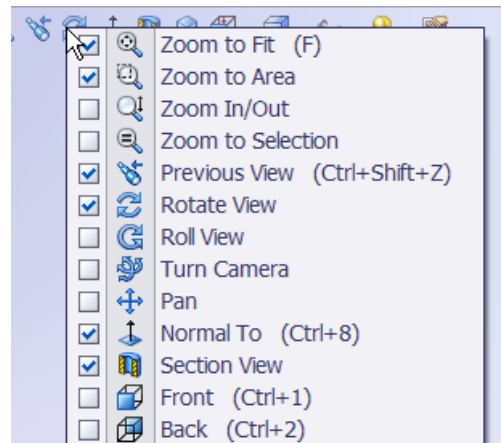 Zoom to Fit (F)
Zoom to Area
Zoom In/Out
Zoom to Selection
Previous View (Ctrl+Shift+Z)
Rotate View
Roll View
Turn Camera
Pan
Normal To (Ctrl+8)
Section View
Front (Ctrl+1)
Back (Ctrl+2)